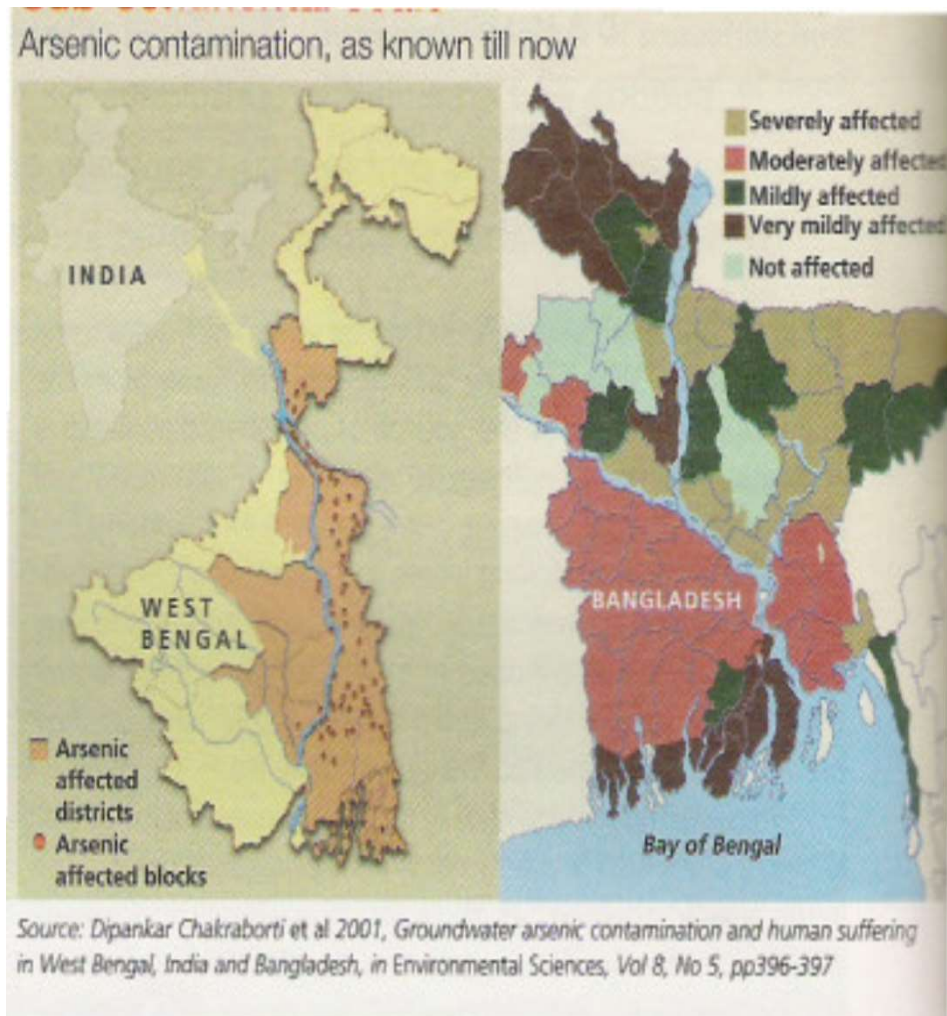 Arsenic contamination, as known till now
INDIA
WEST
BENGAL
Arsenic
affected
districts
Arsenic
affected blocks
Severely affected
Moderately affected
Mildly affected
Very mildly affected
Not affected
BANGLADESH
Bay of Bengal
Source: Dipankar Chakraborti et al 2001, Groundwater arsenic contamination and human suffering
in West Bengal, India and Bangladesh, in Environmental Sciences, Vol 8, No 5, pp396-397